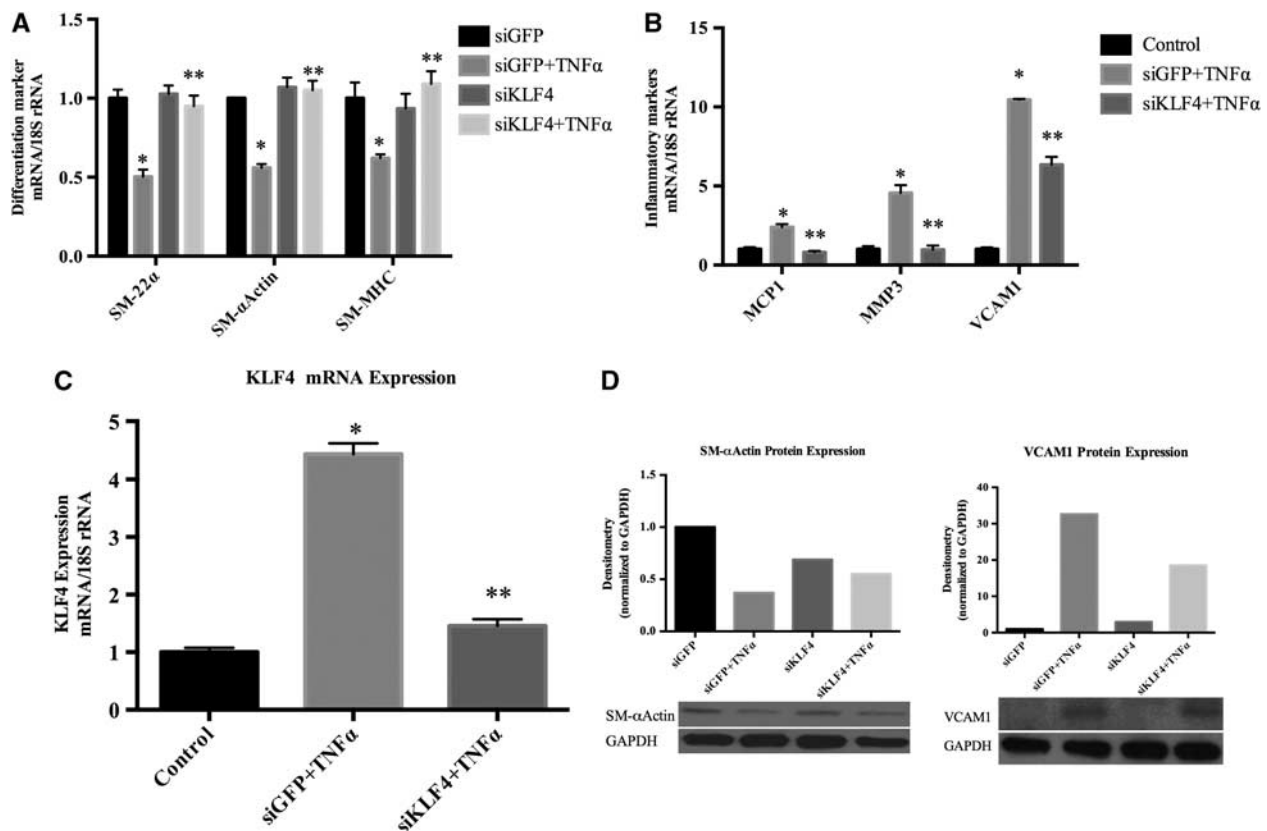 A
Differentiation marker
mRNA/18S rRNA
1.5
1.0
0.5
0.0
*
**
*
**
*
**
SM-22α
SM-αActin
SM-MHC
siGFP
siGFP+TNFα
siKLF4
siKLF4+TNFα
B
Inflammatory markers
mRNA/18S rRNA
15
10
5
0
*
**
*
**
*
**
MCP1
MMP3
VCAM1
Control
siGFP+TNFα
siKLF4+TNFα
C
KLF4 mRNA Expression
KLF4 Expression
mRNA/18S rRNA
5
4
3
2
1
0
*
**
Control
siGFP+TNFα
siKLF4+TNFα
D
SM-αActin Protein Expression
Densitometry
(normalized to GAPDH)
1.5
1.0
0.5
0.0
siGFP
siGFP+TNFα
siKLF4
siKLF4+TNFα
SM-αActin
GAPDH
VCAM1 Protein Expression
Densitometry
(normalized to GAPDH)
40
30
20
10
0
siGFP
siGFP+TNFα
siKLF4
siKLF4+TNFα
VCAM1
GAPDH